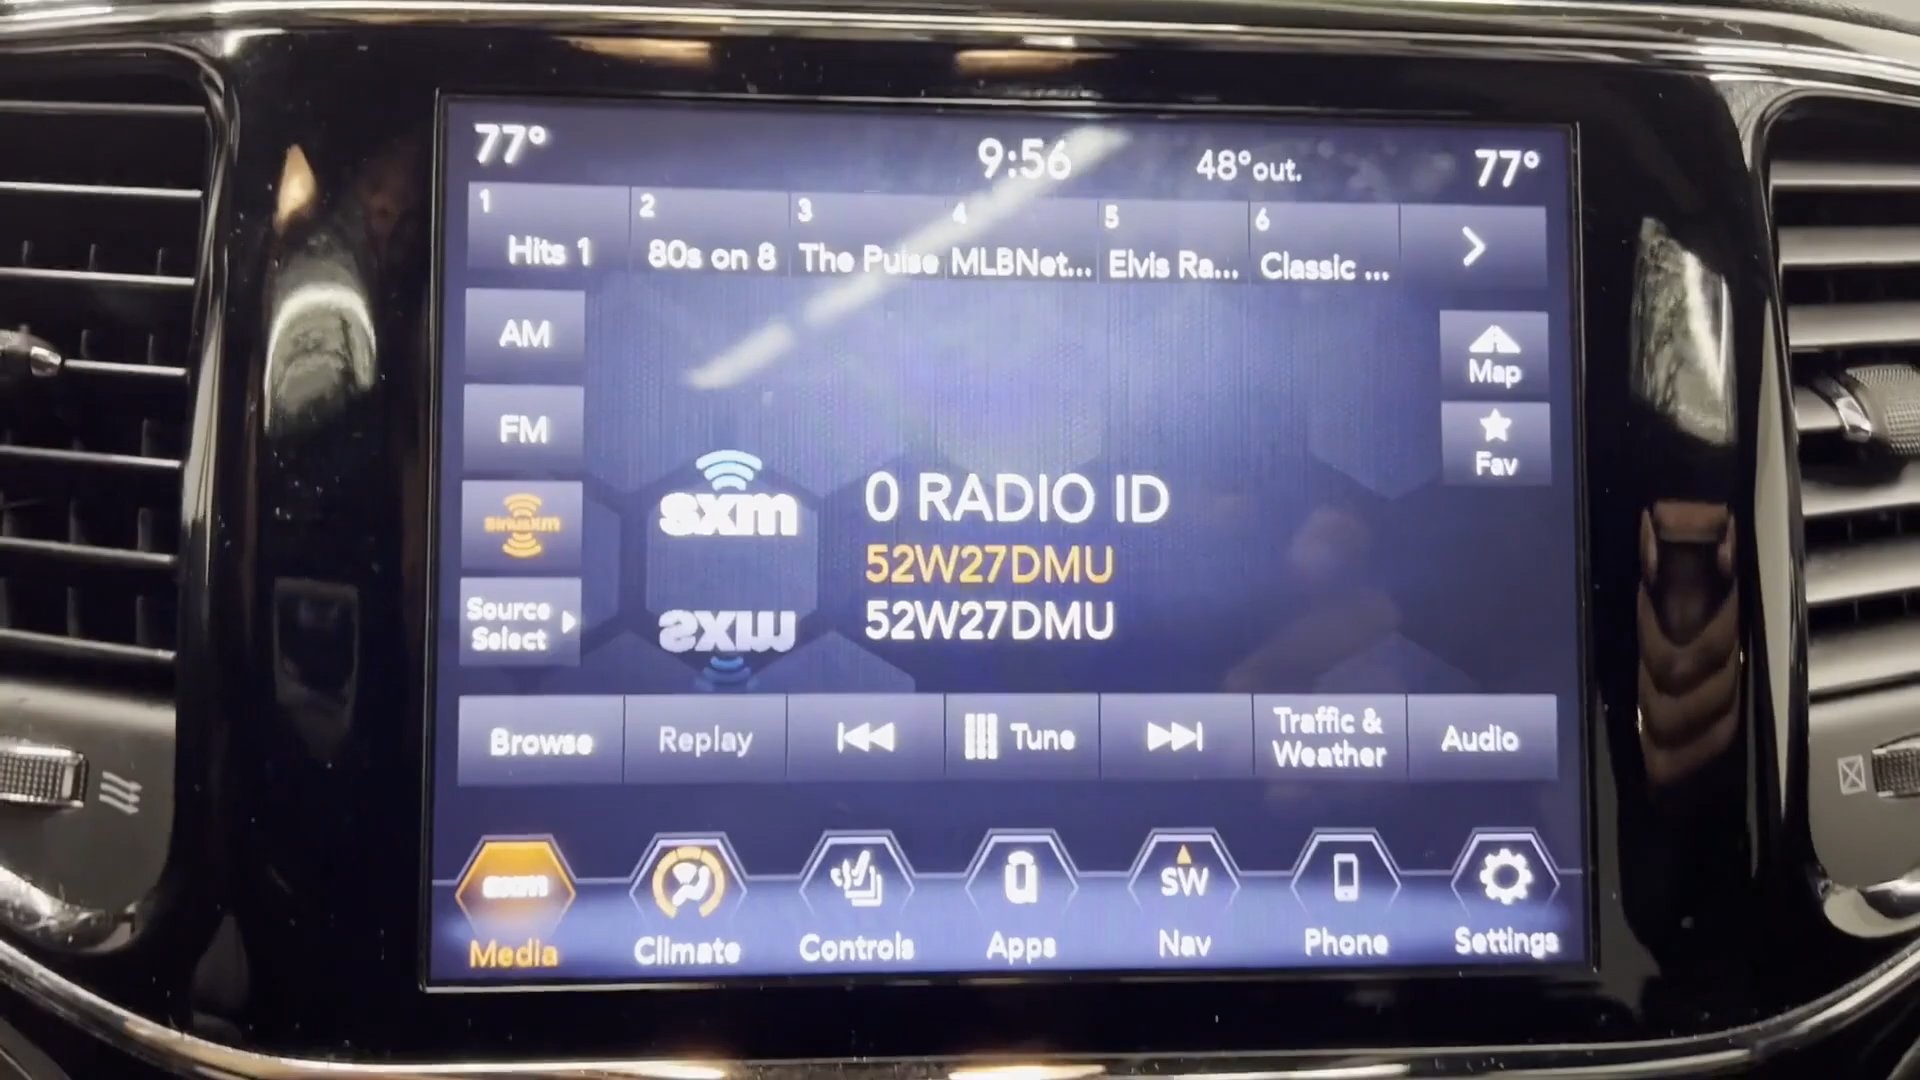 77° 9:56 48°out. 77°
1 2 3 4 5 6
Hits 1 80s on 8 The Pulse MLBNet... Elvis Ra... Classic ...
AM
Map
FM
Fav
siriusxm
sxm
0 RADIO ID
52W27DMU
52W27DMU
Source
Select
Browse Replay Tune Traffic & Weather Audio
sxm SW
Media Climate Controls Apps Nav Phone Settings